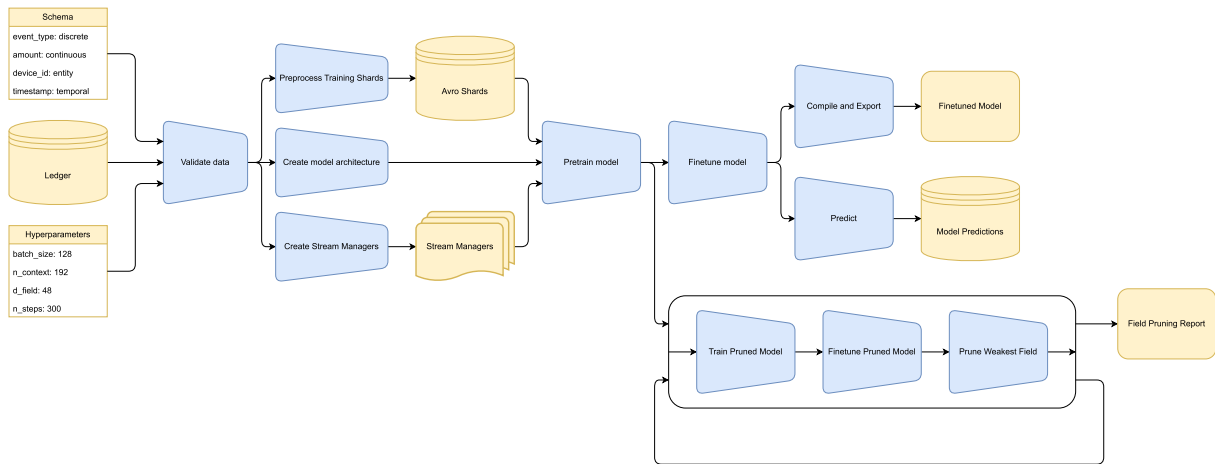 Schema
event_type: discrete
amount: continuous
device_id: entity
timestamp: temporal
Ledger
Hyperparameters
batch_size: 128
n_context: 192
d_field: 48
n_steps: 300
Validate data
Preprocess Training Shards
Avro Shards
Create model architecture
Create Stream Managers
Stream Managers
Pretrain model
Finetune model
Compile and Export
Finetuned Model
Predict
Model Predictions
Train Pruned Model
Finetune Pruned Model
Prune Weakest Field
Field Pruning Report